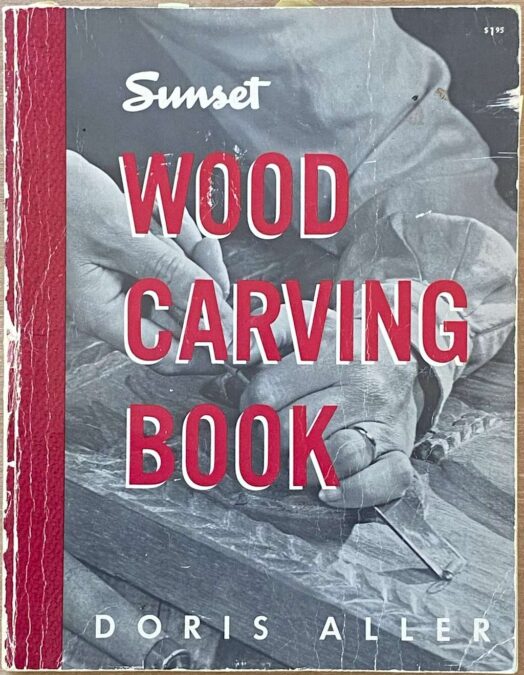 $1.95
Sunset
WOOD
CARVING
BOOK
DORIS ALLER